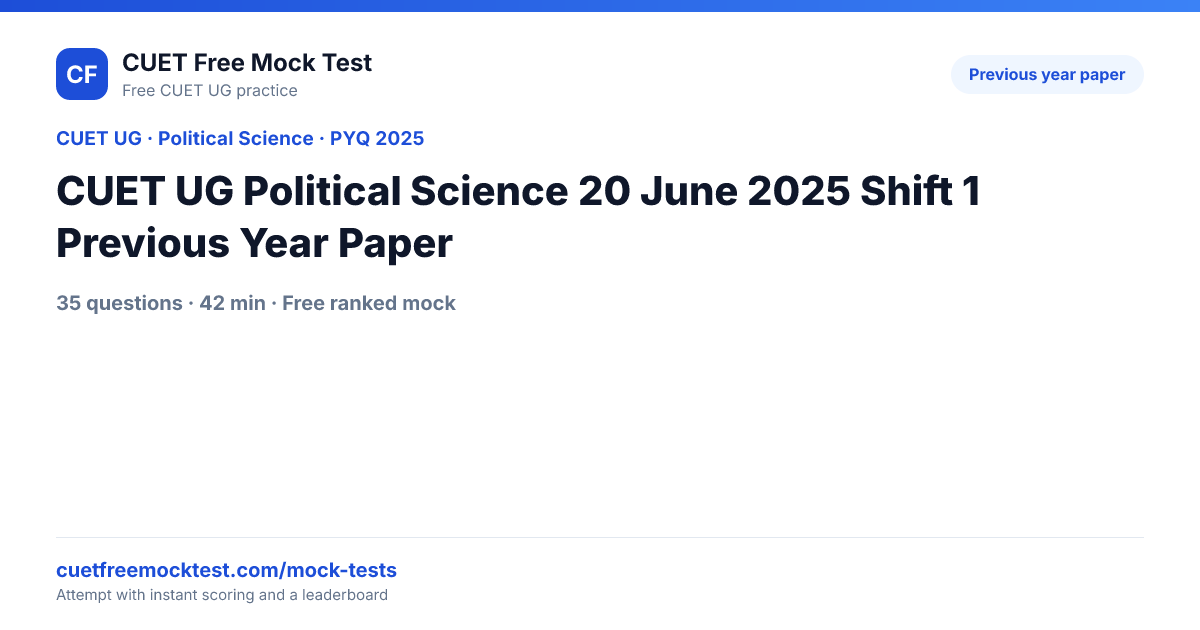 CF
CUET Free Mock Test
Free CUET UG practice
Previous year paper
CUET UG · Political Science · PYQ 2025
CUET UG Political Science 20 June 2025 Shift 1
Previous Year Paper
35 questions · 42 min · Free ranked mock
cuetfreemocktest.com/mock-tests
Attempt with instant scoring and a leaderboard